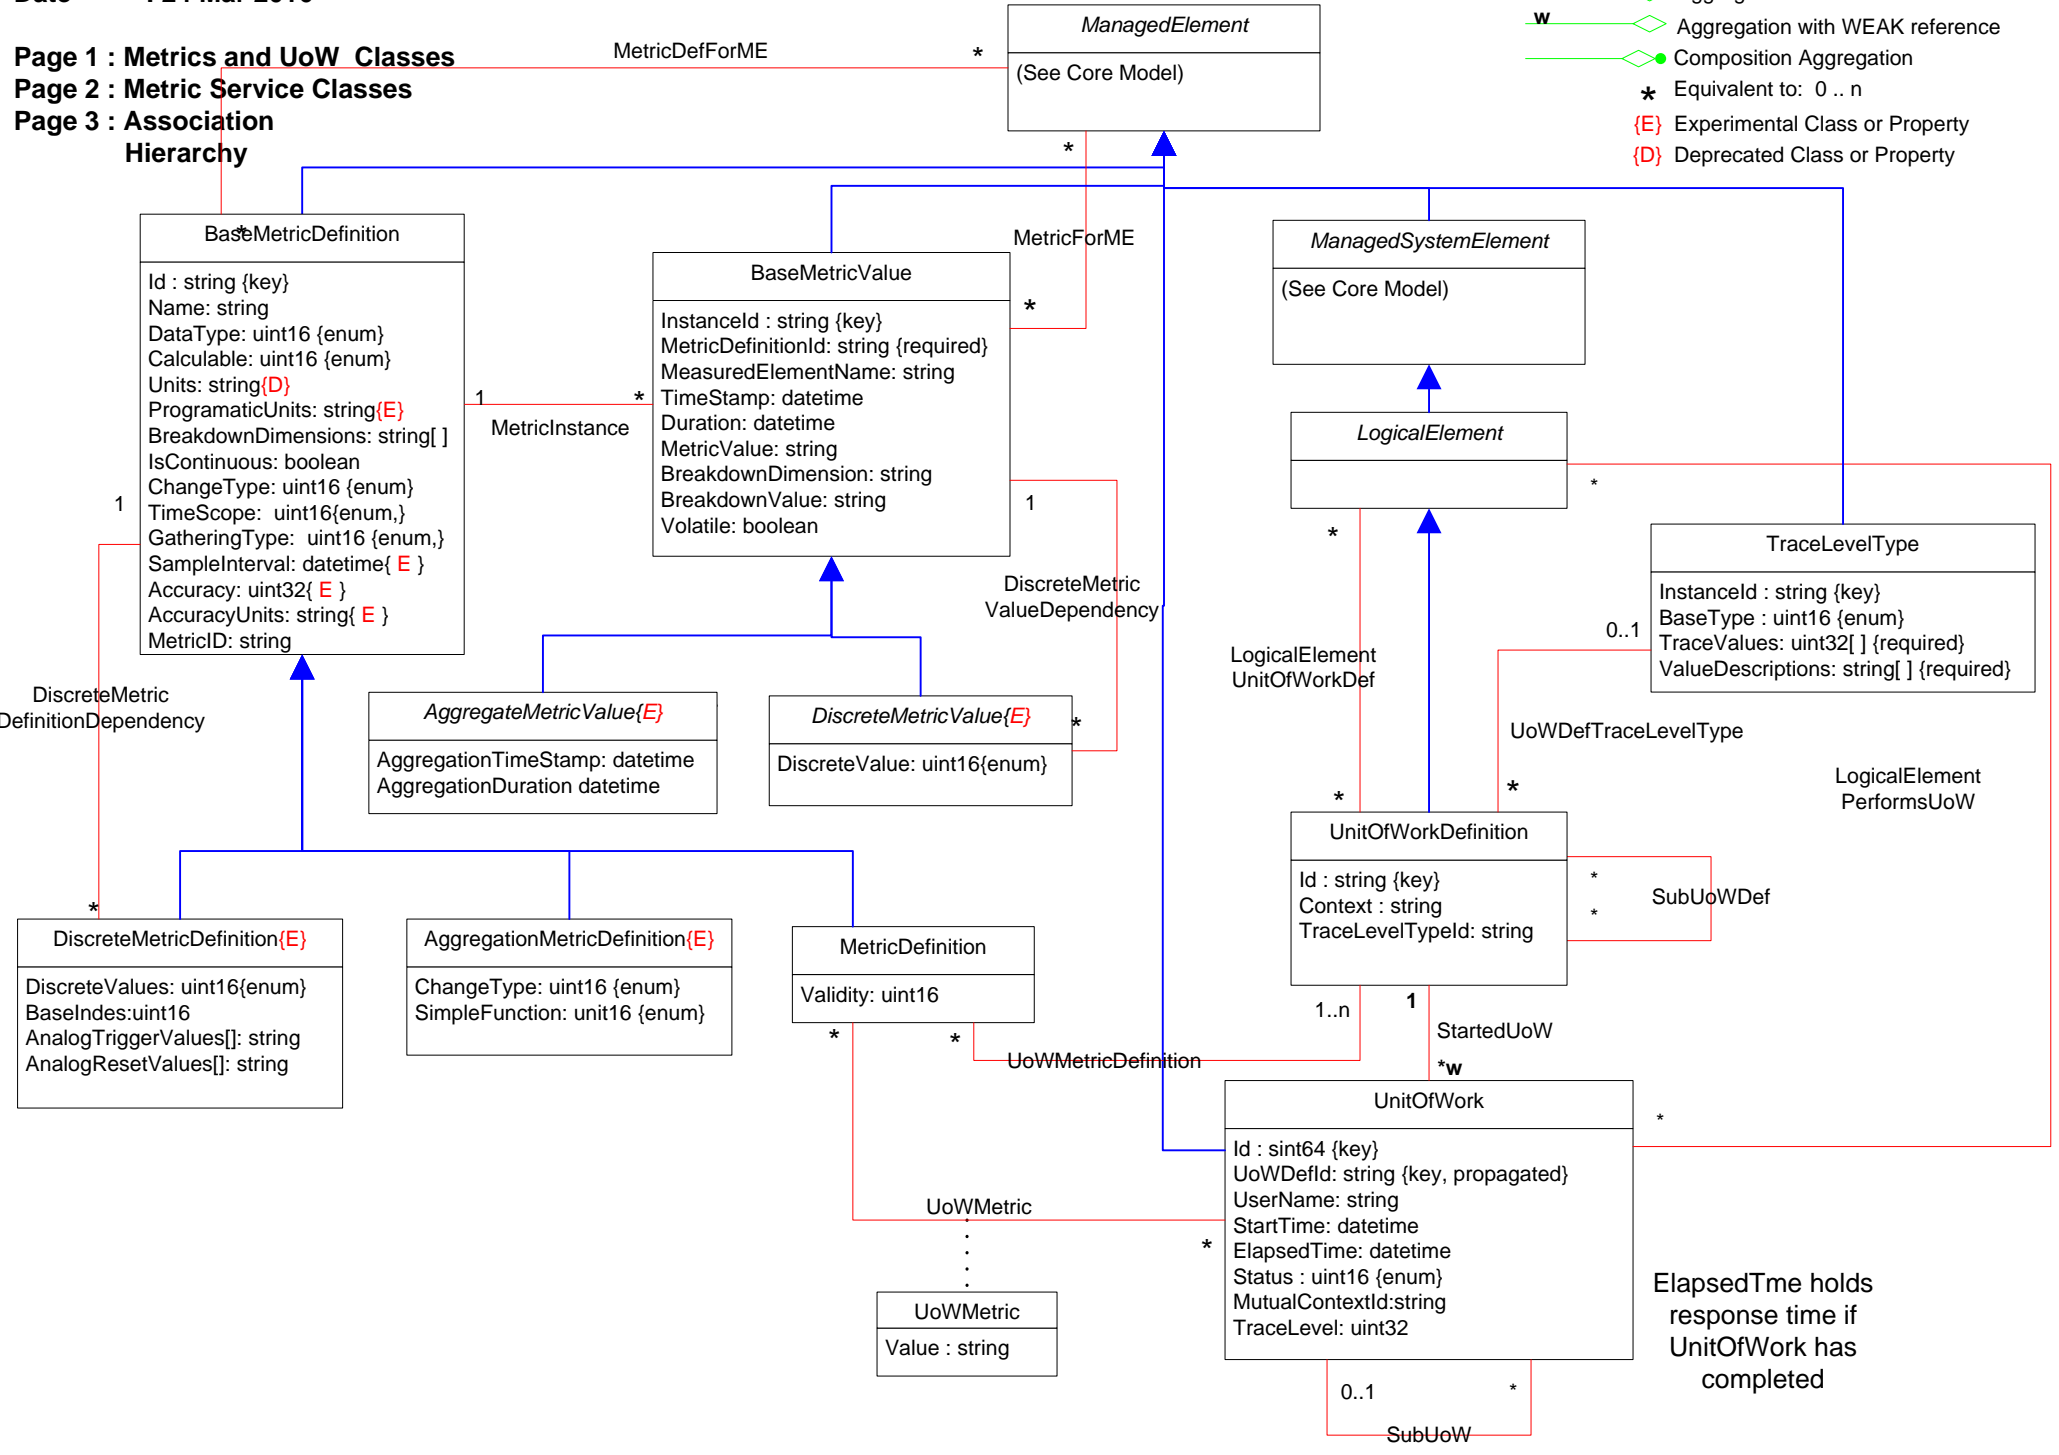 Page 1 : Metrics and UoW Classes
Page 2 : Metric Service Classes
Page 3 : Association
Hierarchy
w
Aggregation with WEAK reference
Composition Aggregation
* Equivalent to: 0 .. n
{E} Experimental Class or Property
{D} Deprecated Class or Property
ManagedElement
(See Core Model)
MetricDefForME
*
*
*
MetricForME
*
BaseMetricDefinition
Id : string {key}
Name: string
DataType: uint16 {enum}
Calculable: uint16 {enum}
Units: string{D}
ProgramaticUnits: string{E}
BreakdownDimensions: string[ ]
IsContinuous: boolean
ChangeType: uint16 {enum}
TimeScope: uint16{enum,}
GatheringType: uint16 {enum,}
SampleInterval: datetime{ E }
Accuracy: uint32{ E }
AccuracyUnits: string{ E }
MetricID: string
1
*
MetricInstance
BaseMetricValue
InstanceId : string {key}
MetricDefinitionId: string {required}
MeasuredElementName: string
TimeStamp: datetime
Duration: datetime
MetricValue: string
BreakdownDimension: string
BreakdownValue: string
Volatile: boolean
1
DiscreteMetric
ValueDependency
*
ManagedSystemElement
(See Core Model)
LogicalElement
*
*
TraceLevelType
InstanceId : string {key}
BaseType : uint16 {enum}
TraceValues: uint32[ ] {required}
ValueDescriptions: string[ ] {required}
0..1
LogicalElement
UnitOfWorkDef
UoWDefTraceLevelType
*
*
LogicalElement
PerformsUoW
1
DiscreteMetric
DefinitionDependency
*
AggregateMetricValue{E}
AggregationTimeStamp: datetime
AggregationDuration datetime
DiscreteMetricValue{E}
DiscreteValue: uint16{enum}
UnitOfWorkDefinition
Id : string {key}
Context : string
TraceLevelTypeId: string
*
*
SubUoWDef
DiscreteMetricDefinition{E}
DiscreteValues: uint16{enum}
BaseIndes:uint16
AnalogTriggerValues[]: string
AnalogResetValues[]: string
AggregationMetricDefinition{E}
ChangeType: uint16 {enum}
SimpleFunction: unit16 {enum}
MetricDefinition
Validity: uint16
*
*
UoWMetricDefinition
1..n
1
StartedUoW
*w
UnitOfWork
Id : sint64 {key}
UoWDefId: string {key, propagated}
UserName: string
StartTime: datetime
ElapsedTime: datetime
Status : uint16 {enum}
MutualContextId:string
TraceLevel: uint32
*
UoWMetric
*
UoWMetric
Value : string
0..1
*
SubUoW
ElapsedTme holds
response time if
UnitOfWork has
completed